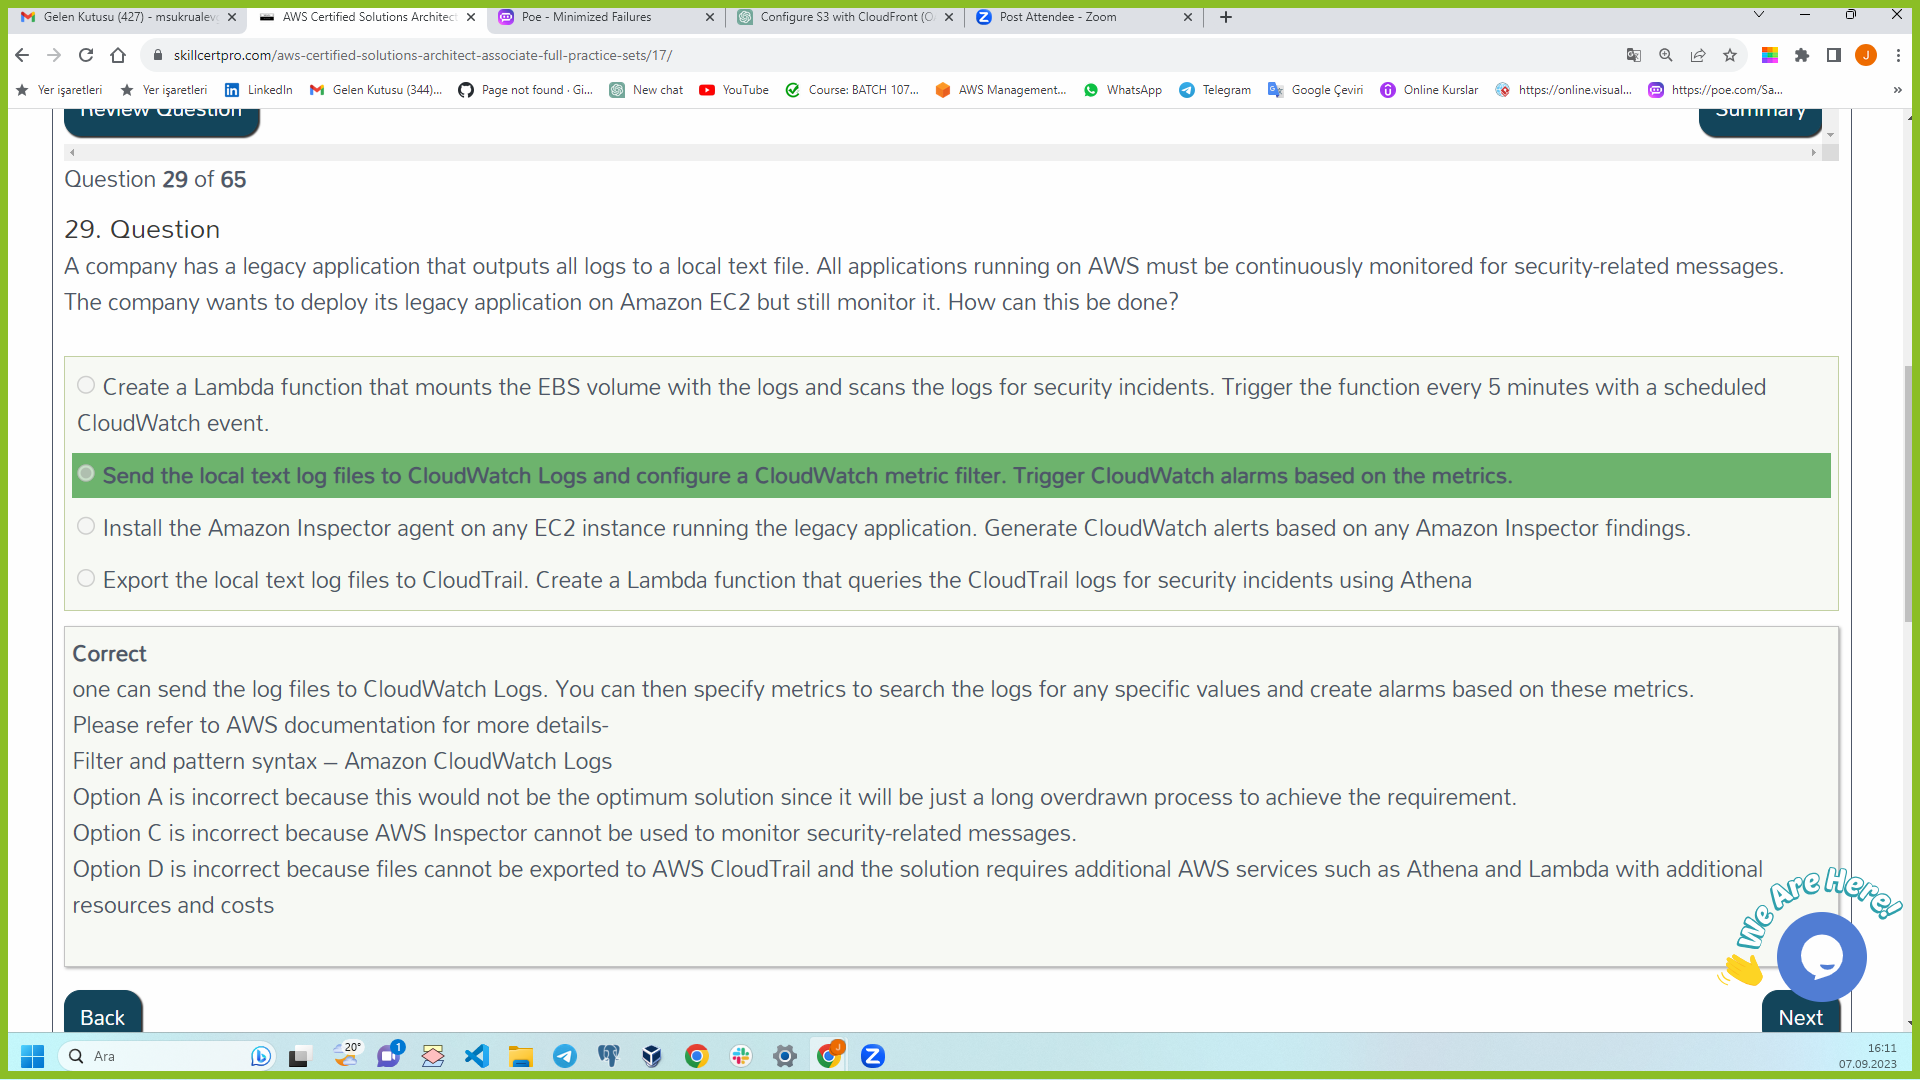 Gelen Kutusu (427) - msukrualev
AWS Certified Solutions Architect
Poe - Minimized Failures
Configure S3 with CloudFront (O
Post Attendee - Zoom
skillcertpro.com/aws-certified-solutions-architect-associate-full-practice-sets/17/
J
Yer işaretleri
Yer işaretleri
LinkedIn
Gelen Kutusu (344)...
Page not found · Gi...
New chat
YouTube
Course: BATCH 107...
AWS Management...
WhatsApp
Telegram
Google Çeviri
Online Kurslar
https://online.visual...
https://poe.com/Sa...
Review Question
Summary
Question 29 of 65
29. Question
A company has a legacy application that outputs all logs to a local text file. All applications running on AWS must be continuously monitored for security-related messages.
The company wants to deploy its legacy application on Amazon EC2 but still monitor it. How can this be done?
Create a Lambda function that mounts the EBS volume with the logs and scans the logs for security incidents. Trigger the function every 5 minutes with a scheduled
CloudWatch event.
Send the local text log files to CloudWatch Logs and configure a CloudWatch metric filter. Trigger CloudWatch alarms based on the metrics.
Install the Amazon Inspector agent on any EC2 instance running the legacy application. Generate CloudWatch alerts based on any Amazon Inspector findings.
Export the local text log files to CloudTrail. Create a Lambda function that queries the CloudTrail logs for security incidents using Athena
Correct
one can send the log files to CloudWatch Logs. You can then specify metrics to search the logs for any specific values and create alarms based on these metrics.
Please refer to AWS documentation for more details-
Filter and pattern syntax – Amazon CloudWatch Logs
Option A is incorrect because this would not be the optimum solution since it will be just a long overdrawn process to achieve the requirement.
Option C is incorrect because AWS Inspector cannot be used to monitor security-related messages.
Option D is incorrect because files cannot be exported to AWS CloudTrail and the solution requires additional AWS services such as Athena and Lambda with additional
resources and costs
We Are Here!
Back
Next
Ara
20°
1
J
16:11
07.09.2023